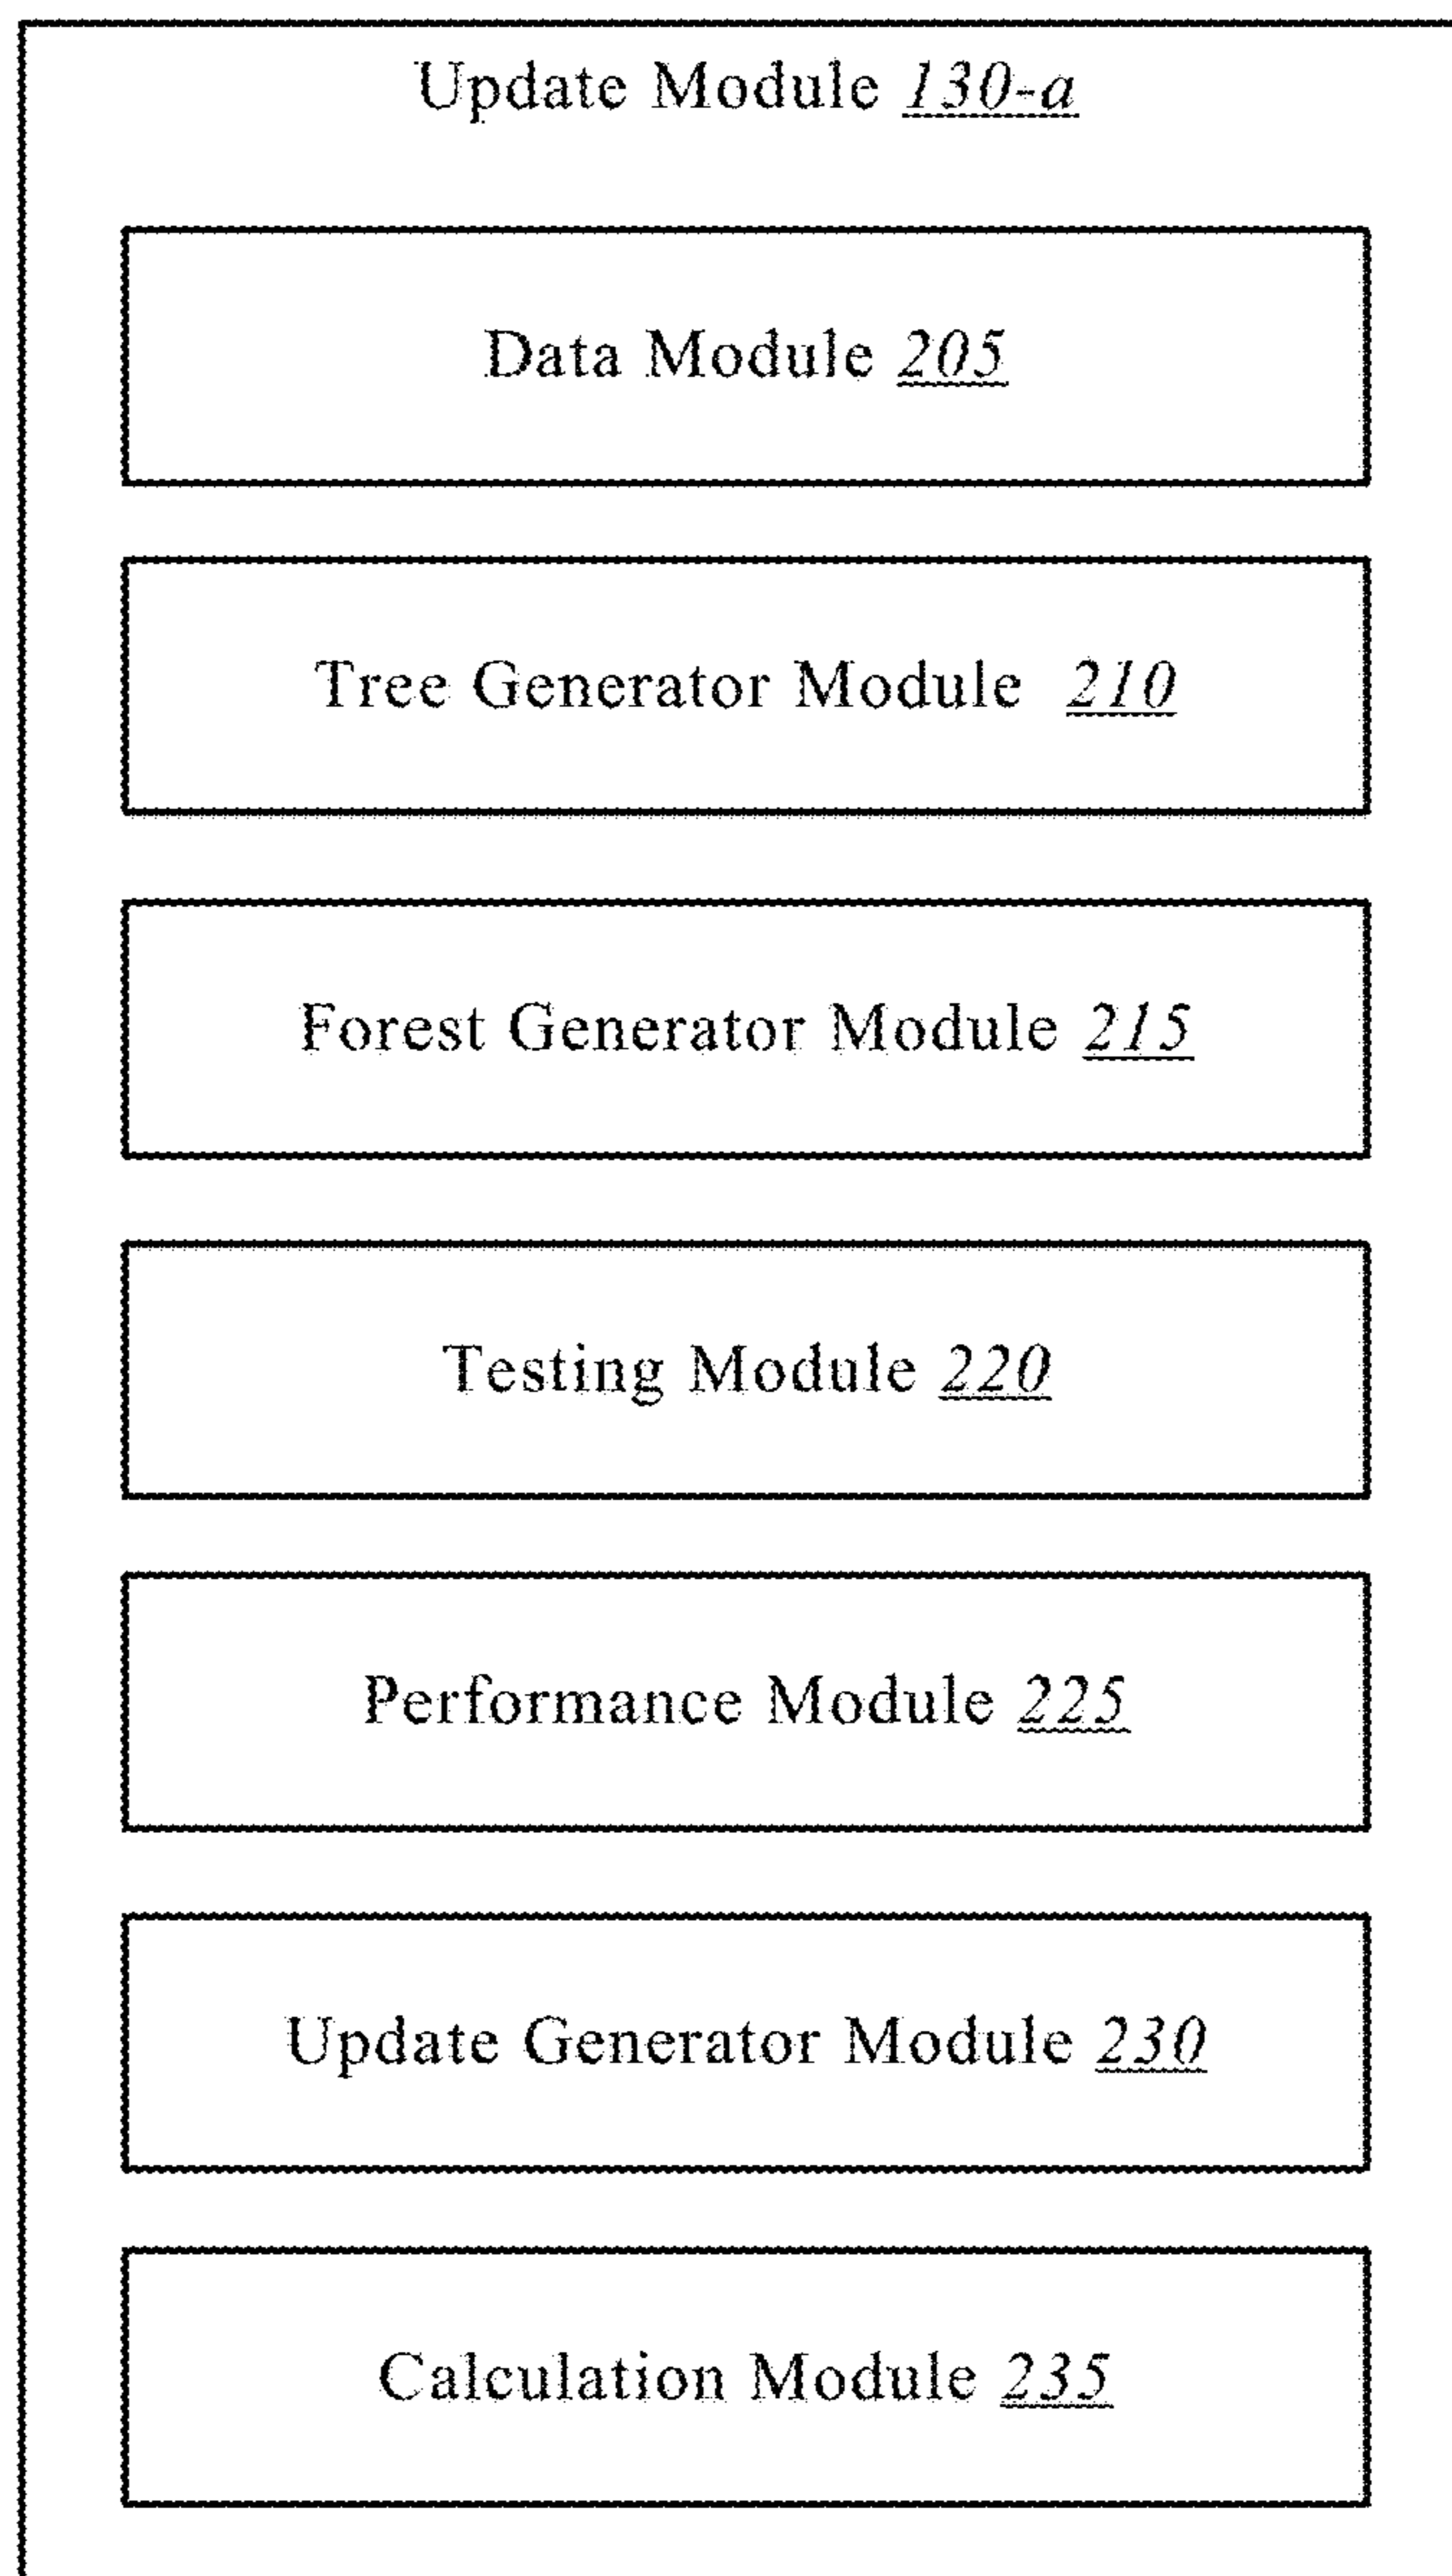 Update Module 130-a
Data Module 205
Tree Generator Module 210
Forest Generator Module 215
Testing Module 220
Performance Module 225
Update Generator Module 230
Calculation Module 235